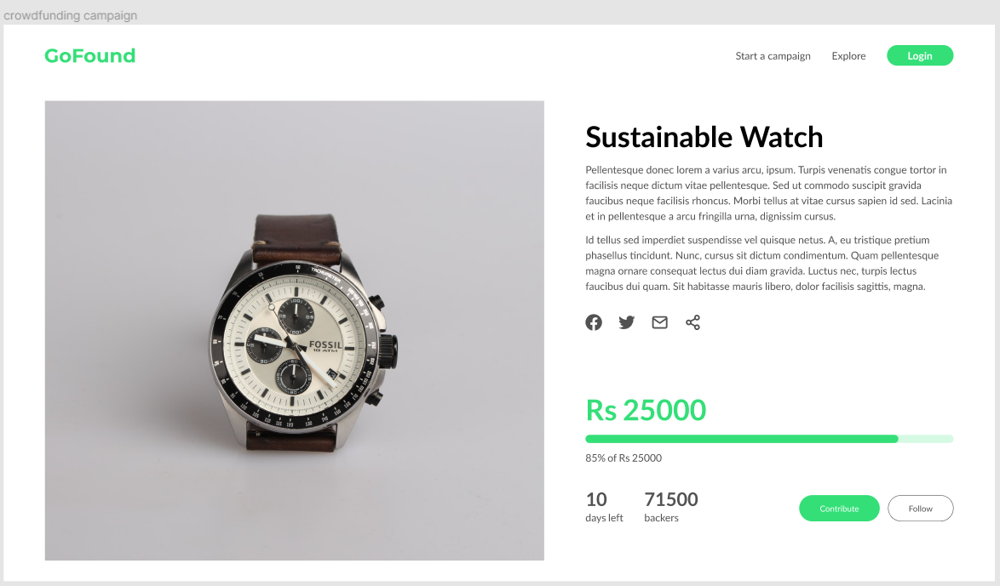 crowdfunding campaign
GoFound
Start a campaign Explore Login
Sustainable Watch
Pellentesque donec lorem a varius arcu, ipsum. Turpis venenatis congue tortor in
facilisis neque dictum vitae pellentesque. Sed ut commodo suscipit gravida
faucibus neque facilisis rhoncus. Morbi tellus at vitae cursus sapien id sed. Lacinia
et in pellentesque a arcu fringilla urna, dignissim cursus.
Id tellus sed imperdiet suspendisse vel quisque netus. A, eu tristique pretium
phasellus tincidunt. Nunc, cursus sit dictum condimentum. Quam pellentesque
magna ornare consequat lectus dui diam gravida. Luctus nec, turpis lectus
faucibus dui quam. Sit habitasse mauris libero, dolor facilisis sagittis, magna.
Rs 25000
85% of Rs 25000
10 71500
days left backers
Contribute Follow
TACHYMETER
FOSSIL
10 ATM